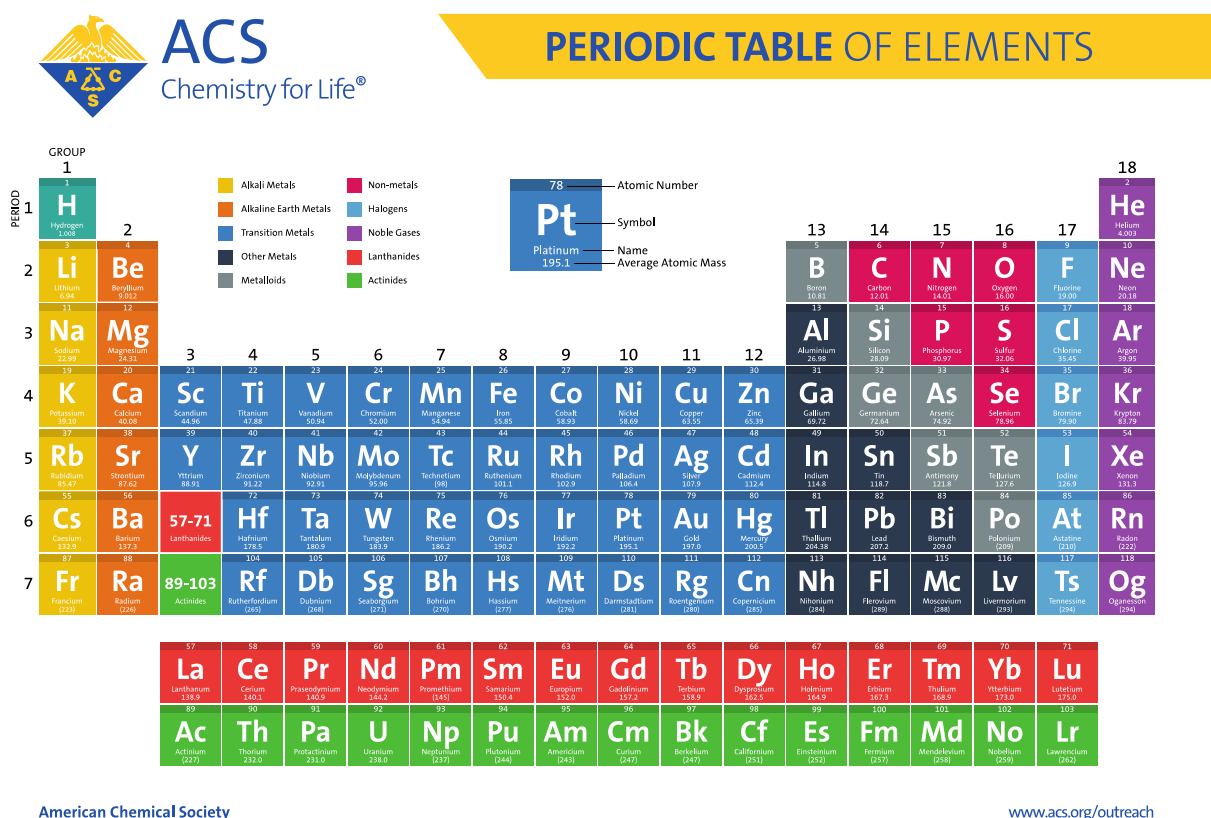 ACS
Chemistry for Life®
A C S
PERIODIC TABLE OF ELEMENTS
GROUP
PERIOD
1 2 3 4 5 6 7 8 9 10 11 12 13 14 15 16 17 18
Alkali Metals
Alkaline Earth Metals
Transition Metals
Other Metals
Metalloids
Non-metals
Halogens
Noble Gases
Lanthanides
Actinides
78 Atomic Number
Pt Symbol
Platinum Name
195.1 Average Atomic Mass
1
1 H Hydrogen 1.008
2 He Helium 4.003
2
3 Li Lithium 6.94
4 Be Beryllium 9.012
5 B Boron 10.81
6 C Carbon 12.01
7 N Nitrogen 14.01
8 O Oxygen 16.00
9 F Fluorine 19.00
10 Ne Neon 20.18
3
11 Na Sodium 22.99
12 Mg Magnesium 24.31
13 Al Aluminium 26.98
14 Si Silicon 28.09
15 P Phosphorus 30.97
16 S Sulfur 32.06
17 Cl Chlorine 35.45
18 Ar Argon 39.95
4
19 K Potassium 39.10
20 Ca Calcium 40.08
21 Sc Scandium 44.96
22 Ti Titanium 47.88
23 V Vanadium 50.94
24 Cr Chromium 52.00
25 Mn Manganese 54.94
26 Fe Iron 55.85
27 Co Cobalt 58.93
28 Ni Nickel 58.69
29 Cu Copper 63.55
30 Zn Zinc 65.39
31 Ga Gallium 69.72
32 Ge Germanium 72.64
33 As Arsenic 74.92
34 Se Selenium 78.96
35 Br Bromine 79.90
36 Kr Krypton 83.79
5
37 Rb Rubidium 85.47
38 Sr Strontium 87.62
39 Y Yttrium 88.91
40 Zr Zirconium 91.22
41 Nb Niobium 92.91
42 Mo Molybdenum 95.96
43 Tc Technetium (98)
44 Ru Ruthenium 101.1
45 Rh Rhodium 102.9
46 Pd Palladium 106.4
47 Ag Silver 107.9
48 Cd Cadmium 112.4
49 In Indium 114.8
50 Sn Tin 118.7
51 Sb Antimony 121.8
52 Te Tellurium 127.6
53 I Iodine 126.9
54 Xe Xenon 131.3
6
55 Cs Caesium 132.9
56 Ba Barium 137.3
57-71 Lanthanides
72 Hf Hafnium 178.5
73 Ta Tantalum 180.9
74 W Tungsten 183.9
75 Re Rhenium 186.2
76 Os Osmium 190.2
77 Ir Iridium 192.2
78 Pt Platinum 195.1
79 Au Gold 197.0
80 Hg Mercury 200.5
81 Tl Thallium 204.38
82 Pb Lead 207.2
83 Bi Bismuth 209.0
84 Po Polonium (209)
85 At Astatine (210)
86 Rn Radon (222)
7
87 Fr Francium (223)
88 Ra Radium (226)
89-103 Actinides
104 Rf Rutherfordium (265)
105 Db Dubnium (268)
106 Sg Seaborgium (271)
107 Bh Bohrium (270)
108 Hs Hassium (277)
109 Mt Meitnerium (276)
110 Ds Darmstadtium (281)
111 Rg Roentgenium (280)
112 Cn Copernicium (285)
113 Nh Nihonium (284)
114 Fl Flerovium (289)
115 Mc Moscovium (288)
116 Lv Livermorium (293)
117 Ts Tennessine (294)
118 Og Oganesson (294)
57 La Lanthanum 138.9
58 Ce Cerium 140.1
59 Pr Praseodymium 140.9
60 Nd Neodymium 144.2
61 Pm Promethium (145)
62 Sm Samarium 150.4
63 Eu Europium 152.0
64 Gd Gadolinium 157.2
65 Tb Terbium 158.9
66 Dy Dysprosium 162.5
67 Ho Holmium 164.9
68 Er Erbium 167.3
69 Tm Thulium 168.9
70 Yb Ytterbium 173.0
71 Lu Lutetium 175.0
89 Ac Actinium (227)
90 Th Thorium 232.0
91 Pa Protactinium 231.0
92 U Uranium 238.0
93 Np Neptunium (237)
94 Pu Plutonium (244)
95 Am Americium (243)
96 Cm Curium (247)
97 Bk Berkelium (247)
98 Cf Californium (251)
99 Es Einsteinium (252)
100 Fm Fermium (257)
101 Md Mendelevium (258)
102 No Nobelium (259)
103 Lr Lawrencium (262)
American Chemical Society
www.acs.org/outreach